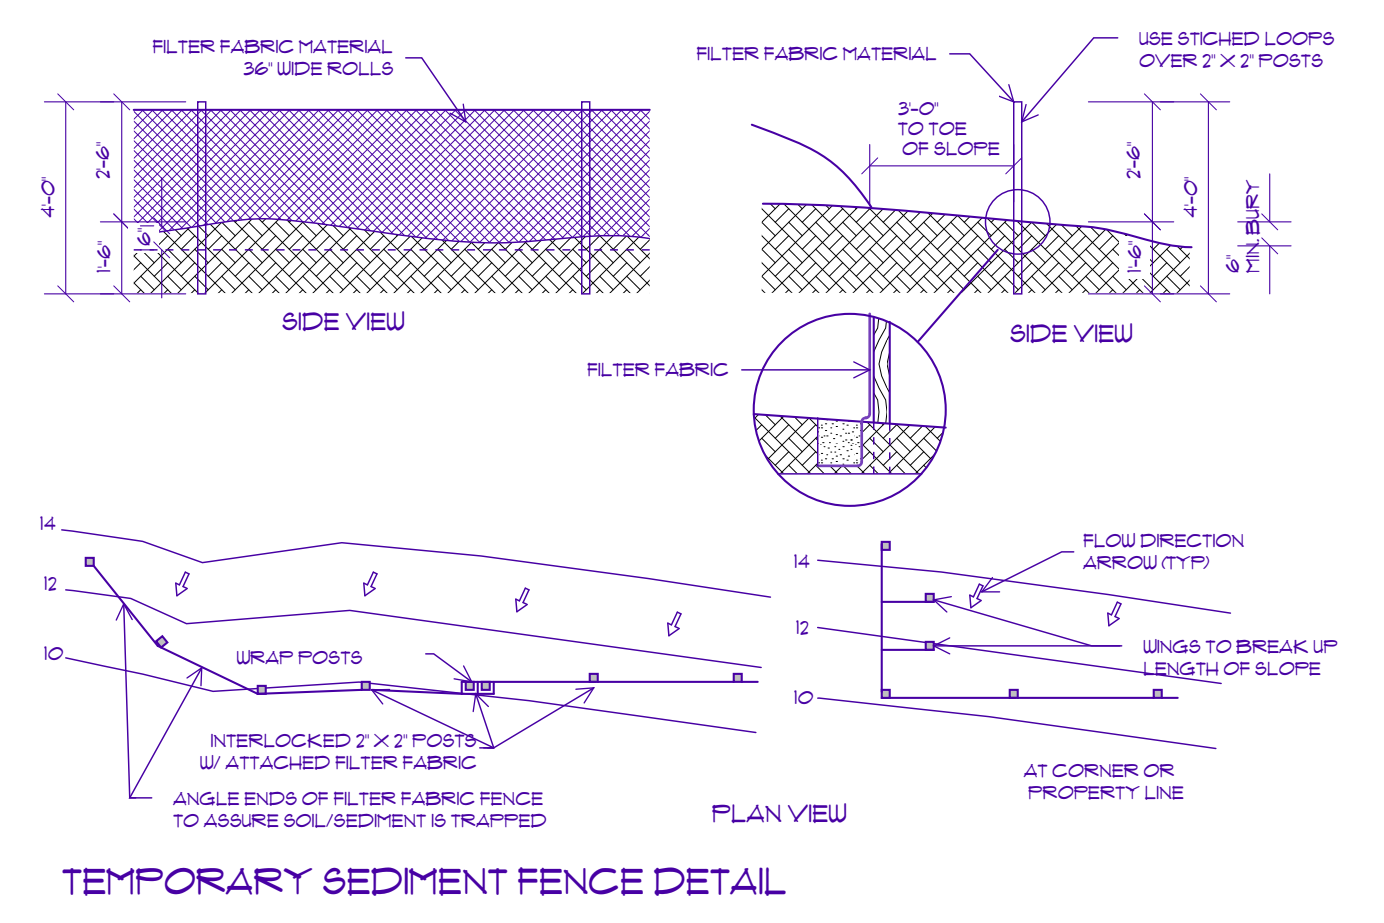 FILTER FABRIC MATERIAL
36" WIDE ROLLS
4'-0"
2'-6"
1'-6"
6"
SIDE VIEW
FILTER FABRIC MATERIAL
USE STICHED LOOPS
OVER 2" X 2" POSTS
3'-0"
TO TOE
OF SLOPE
2'-6"
4'-0"
1'-6"
6"
MIN. BURY
SIDE VIEW
FILTER FABRIC
14
12
10
WRAP POSTS
INTERLOCKED 2" X 2" POSTS
W/ ATTACHED FILTER FABRIC
ANGLE ENDS OF FILTER FABRIC FENCE
TO ASSURE SOIL/SEDIMENT IS TRAPPED
14
12
10
FLOW DIRECTION
ARROW (TYP)
WINGS TO BREAK UP
LENGTH OF SLOPE
AT CORNER OR
PROPERTY LINE
PLAN VIEW
TEMPORARY SEDIMENT FENCE DETAIL